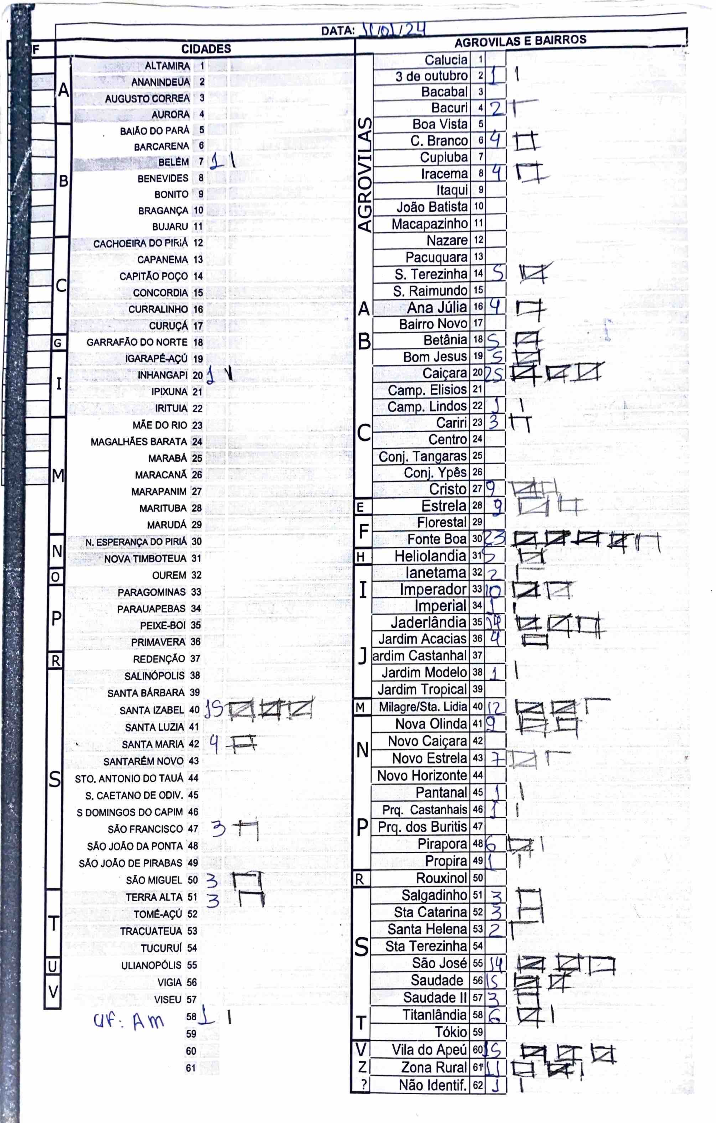 DATA: 11/01/24
F
CIDADES
A
ALTAMIRA 1
ANANINDEUA 2
AUGUSTO CORREA 3
AURORA 4
B
BAIÃO DO PARÁ 5
BARCARENA 6
BELÉM 7 1
BENEVIDES 8
BONITO 9
BRAGANÇA 10
BUJARU 11
C
CACHOEIRA DO PIRIÁ 12
CAPANEMA 13
CAPITÃO POÇO 14
CONCORDIA 15
CURRALINHO 16
CURUÇÁ 17
G
GARRAFÃO DO NORTE 18
I
IGARAPÉ-AÇÚ 19
INHANGAPI 20 1
IPIXUNA 21
IRITUIA 22
M
MÃE DO RIO 23
MAGALHÃES BARATA 24
MARABÁ 25
MARACANÃ 26
MARAPANIM 27
MARITUBA 28
MARUDÁ 29
N
N. ESPERANÇA DO PIRIÁ 30
NOVA TIMBOTEUA 31
O
OUREM 32
P
PARAGOMINAS 33
PARAUAPEBAS 34
PEIXE-BOI 35
PRIMAVERA 36
R
REDENÇÃO 37
S
SALINÓPOLIS 38
SANTA BÁRBARA 39
SANTA IZABEL 40 15
SANTA LUZIA 41
SANTA MARIA 42 4
SANTARÉM NOVO 43
STO. ANTONIO DO TAUÁ 44
S. CAETANO DE ODIV. 45
S DOMINGOS DO CAPIM 46
SÃO FRANCISCO 47 3
SÃO JOÃO DA PONTA 48
SÃO JOÃO DE PIRABAS 49
SÃO MIGUEL 50 3
T
TERRA ALTA 51 3
TOMÉ-AÇÚ 52
TRACUATEUA 53
TUCURUÍ 54
U
ULIANÓPOLIS 55
V
VIGIA 56
VISEU 57
UF: Am 58 1
59
60
61
AGROVILAS E BAIRROS
AGROVILAS
Calucia 1
3 de outubro 2 1
Bacabal 3
Bacuri 4 2
Boa Vista 5
C. Branco 6 4
Cupiuba 7
Iracema 8 4
Itaqui 9
João Batista 10
Macapazinho 11
Nazare 12
Pacuquara 13
S. Terezinha 14 5
S. Raimundo 15
A
Ana Júlia 16 4
B
Bairro Novo 17
Betânia 18 5
Bom Jesus 19 5
C
Caiçara 20 25
Camp. Elisios 21
Camp. Lindos 22 1
Cariri 23 3
Centro 24
Conj. Tangaras 25
Conj. Ypês 26
Cristo 27 9
E
Estrela 28 9
F
Florestal 29
Fonte Boa 30 23
H
Heliolandia 31 5
I
Ianetama 32 2
Imperador 33 10
Imperial 34 1
J
Jaderlândia 35
Jardim Acacias 36 4
ardim Castanhal 37
Jardim Modelo 38 1
Jardim Tropical 39
M
Milagre/Sta. Lidia 40 12
N
Nova Olinda 41 9
Novo Caiçara 42
Novo Estrela 43 7
Novo Horizonte 44
P
Pantanal 45 1
Prq. Castanhais 46 1
Prq. dos Buritis 47
Pirapora 48 6
Propira 49 1
R
Rouxinol 50
S
Salgadinho 51 3
Sta Catarina 52 3
Santa Helena 53 2
Sta Terezinha 54
São José 55 14
Saudade 56 15
Saudade II 57 3
T
Titanlândia 58 6
Tókio 59
V
Vila do Apeú 60 15
Z
Zona Rural 61 11
?
Não Identif. 62 1